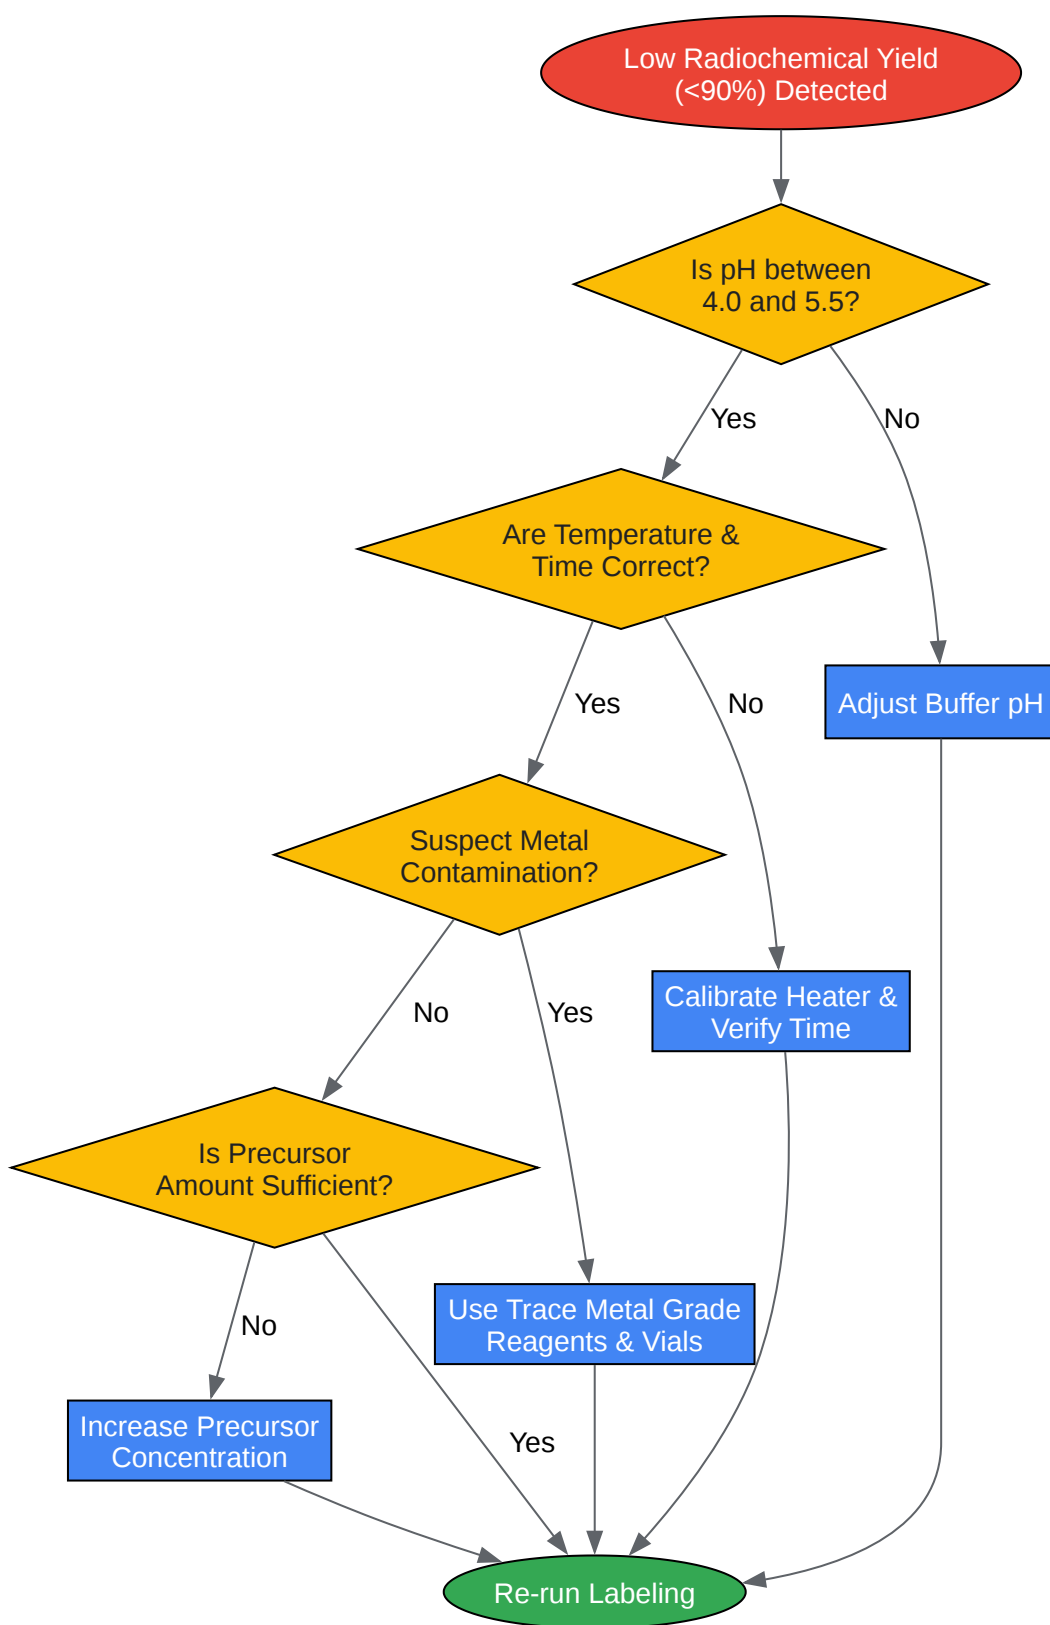 Low Radiochemical Yield
(<90%) Detected
Is pH between
4.0 and 5.5?
Yes
No
Are Temperature &
Time Correct?
Yes
No
Adjust Buffer pH
Suspect Metal
Contamination?
No
Yes
Calibrate Heater &
Verify Time
Is Precursor
Amount Sufficient?
No
Use Trace Metal Grade
Reagents & Vials
Increase Precursor
Concentration
Yes
Re-run Labeling